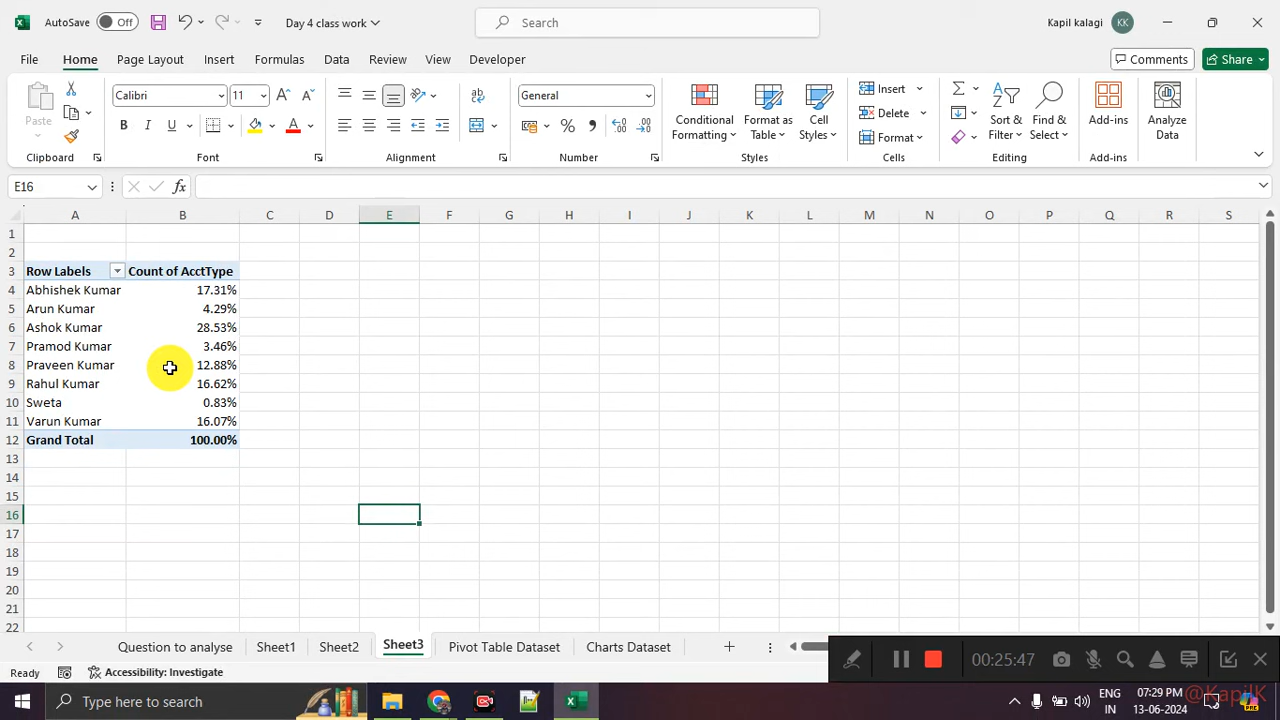 AutoSave Off Day 4 class work Search Kapil kalagi KK
File Home Page Layout Insert Formulas Data Review View Developer Comments Share
Paste Calibri 11 General Conditional Formatting Format as Table Cell Styles Insert Delete Format Sort & Filter Find & Select Add-ins Analyze Data
Clipboard Font Alignment Number Styles Cells Editing Add-ins
E16 fx
A B C D E F G H I J K L M N O P Q R S
1
2
3 Row Labels Count of AcctType
4 Abhishek Kumar 17.31%
5 Arun Kumar 4.29%
6 Ashok Kumar 28.53%
7 Pramod Kumar 3.46%
8 Praveen Kumar 12.88%
9 Rahul Kumar 16.62%
10 Sweta 0.83%
11 Varun Kumar 16.07%
12 Grand Total 100.00%
13
14
15
16
17
18
19
20
21
22
Question to analyse Sheet1 Sheet2 Sheet3 Pivot Table Dataset Charts Dataset
Ready Accessibility: Investigate 00:25:47
Type here to search ENG 07:29 PM
IN 13-06-2024
@KapilK